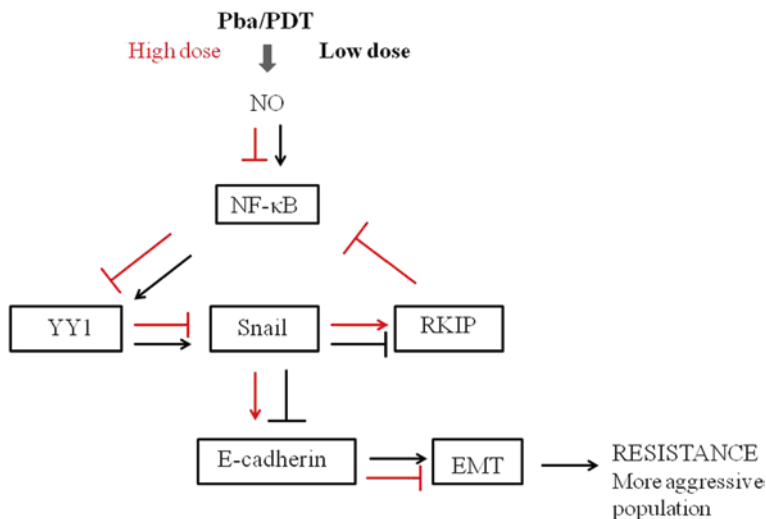 Pba/PDT
High dose
Low dose
NO
NF-κB
YY1
Snail
RKIP
E-cadherin
EMT
RESISTANCE
More aggressive
population